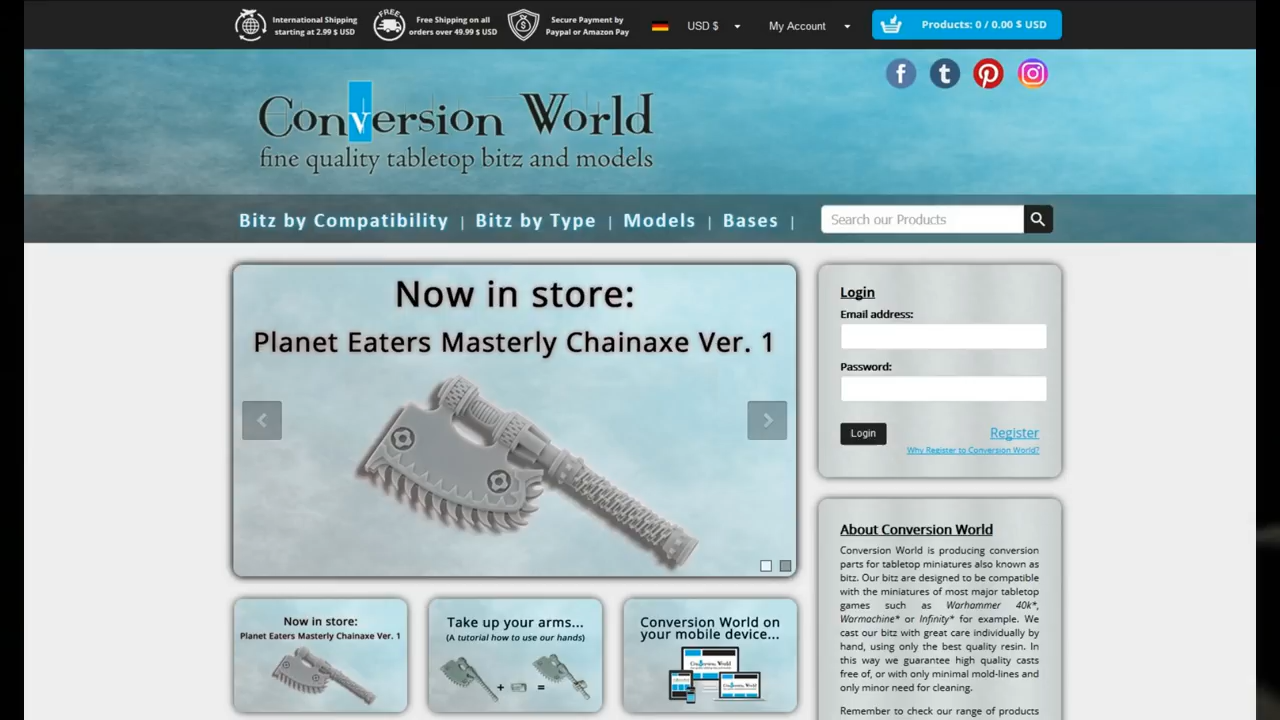 International Shipping
starting at 2.99 $ USD
FREE
Free Shipping on all
orders over 49.99 $ USD
Secure Payment by
Paypal or Amazon Pay
USD $
My Account
Products: 0 / 0.00 $ USD
Conversion World
fine quality tabletop bitz and models
Bitz by Compatibility | Bitz by Type | Models | Bases |
Search our Products
Now in store:
Planet Eaters Masterly Chainaxe Ver. 1
Login
Email address:
Password:
Login
Register
Why Register to Conversion World?
Now in store:
Planet Eaters Masterly Chainaxe Ver. 1
Take up your arms...
(A tutorial how to use our hands)
+ =
Conversion World on
your mobile device...
Conversion World
About Conversion World
Conversion World is producing conversion
parts for tabletop miniatures also known as
bitz. Our bitz are designed to be compatible
with the miniatures of most major tabletop
games such as Warhammer 40k*,
Warmachine* or Infinity* for example. We
cast our bitz with great care individually by
hand, using only the best quality resin. In
this way we guarantee high quality casts
free of, or with only minimal mold-lines and
only minor need for cleaning.
Remember to check our range of products